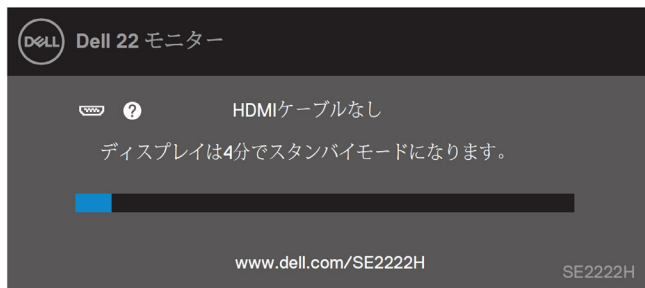 DELL Dell 22 モニター
? HDMIケーブルなし
ディスプレイは4分でスタンバイモードになります。
www.dell.com/SE2222H
SE2222H